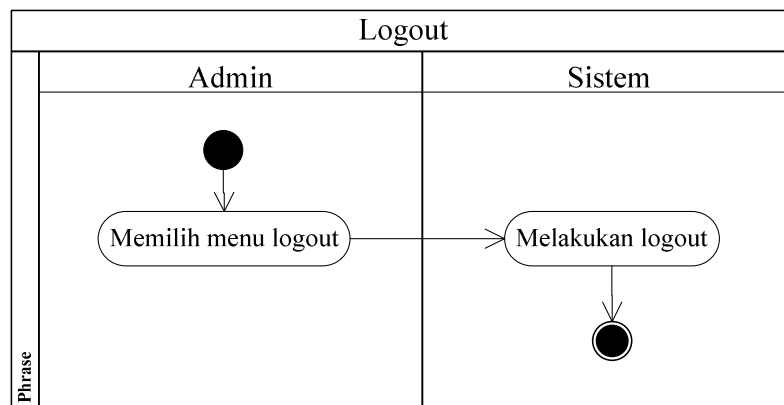 Logout
Admin
Sistem
Memilih menu logout
Melakukan logout
Phrase